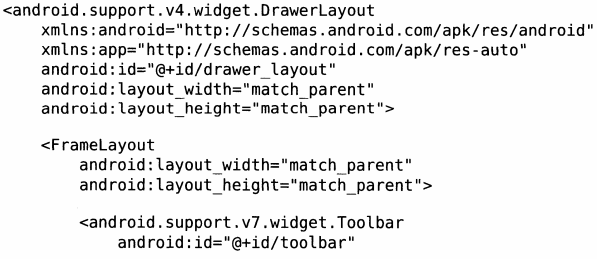 <android.support.v4.widget.DrawerLayout
xmlns:android="http://schemas.android.com/apk/res/android"
xmlns:app="http://schemas.android.com/apk/res-auto"
android:id="@+id/drawer_layout"
android:layout_width="match_parent"
android:layout_height="match_parent">
<FrameLayout
android:layout_width="match_parent"
android:layout_height="match_parent">
<android.support.v7.widget.Toolbar
android:id="@+id/toolbar"